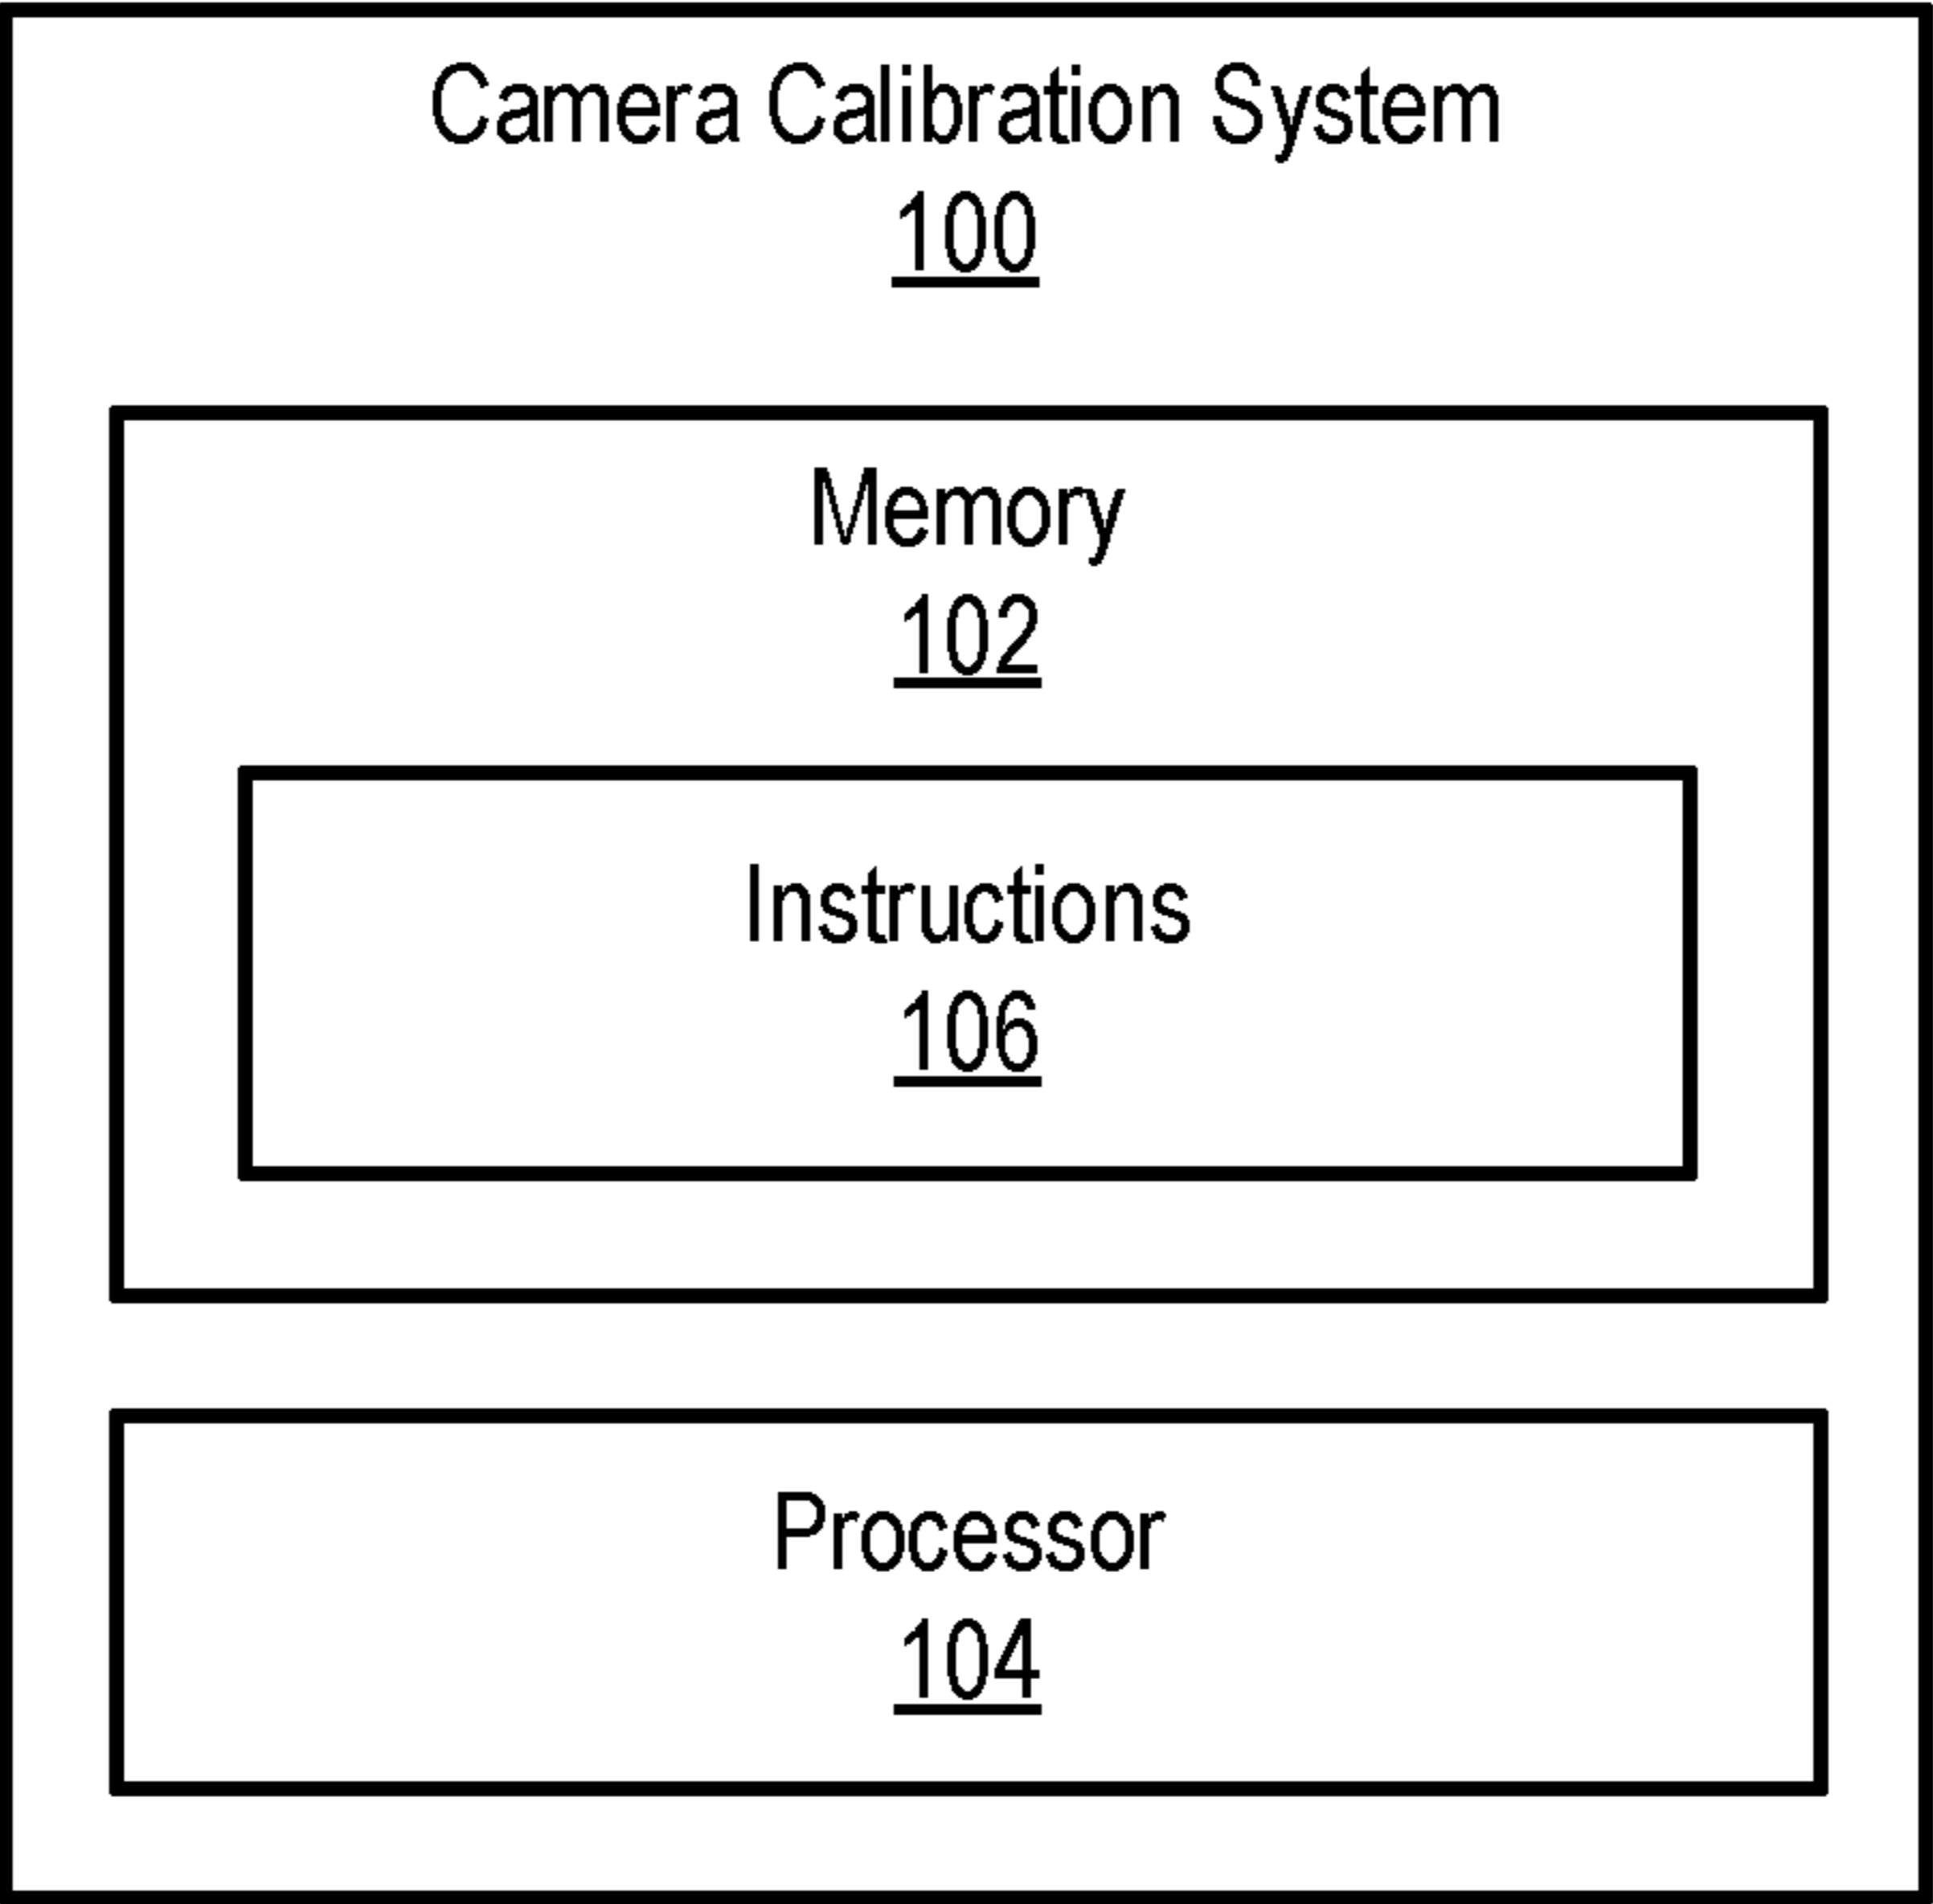 Camera Calibration System
100
Memory
102
Instructions
106
Processor
104